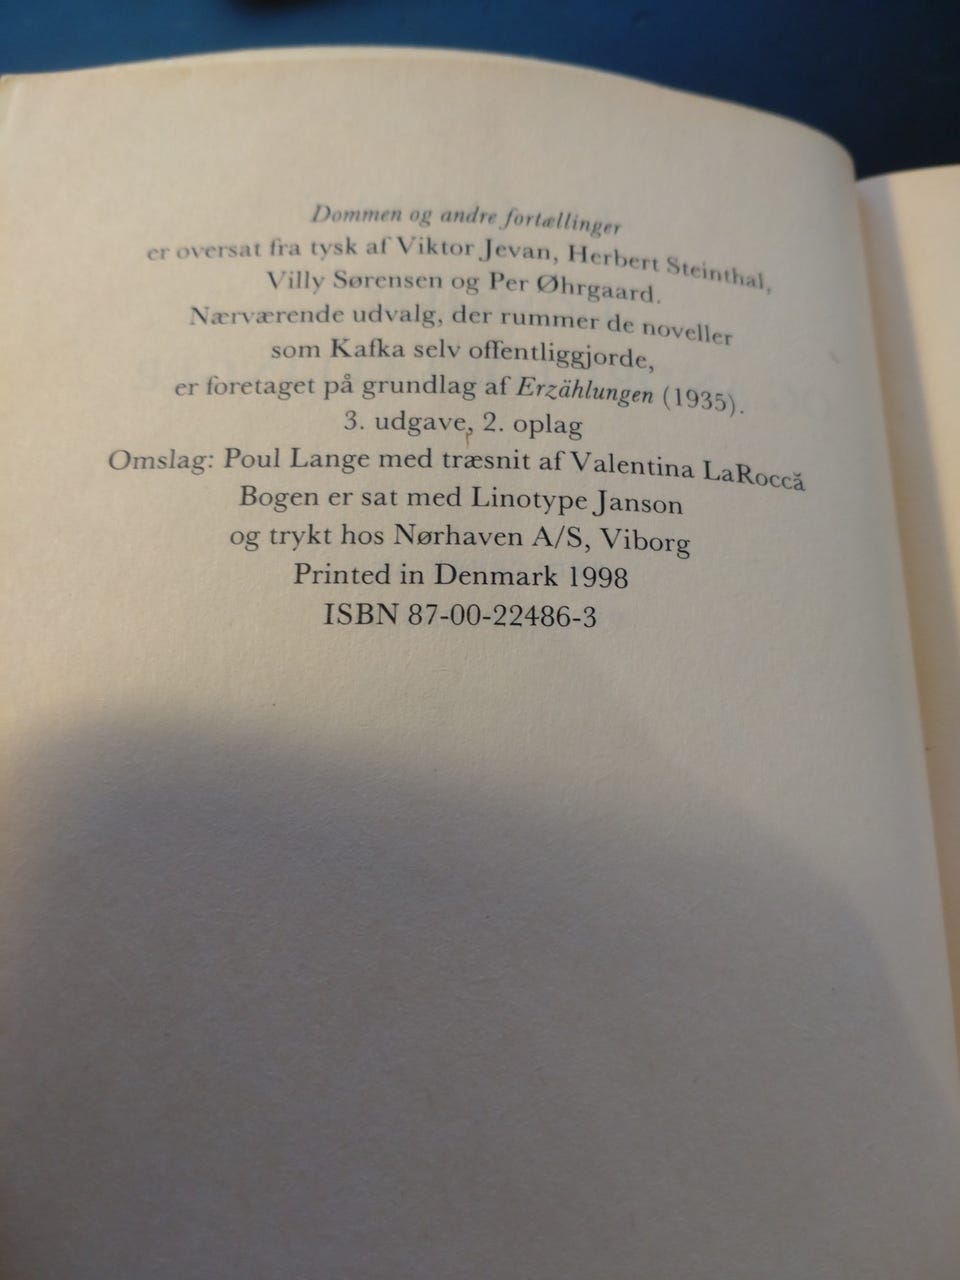 Dommen og andre fortællinger
er oversat fra tysk af Viktor Jevan, Herbert Steinthal,
Villy Sørensen og Per Øhrgaard.
Nærværende udvalg, der rummer de noveller
som Kafka selv offentliggjorde,
er foretaget på grundlag af Erzählungen (1935).
3. udgave, 2. oplag
Omslag: Poul Lange med træsnit af Valentina LaRoccă
Bogen er sat med Linotype Janson
og trykt hos Nørhaven A/S, Viborg
Printed in Denmark 1998
ISBN 87-00-22486-3